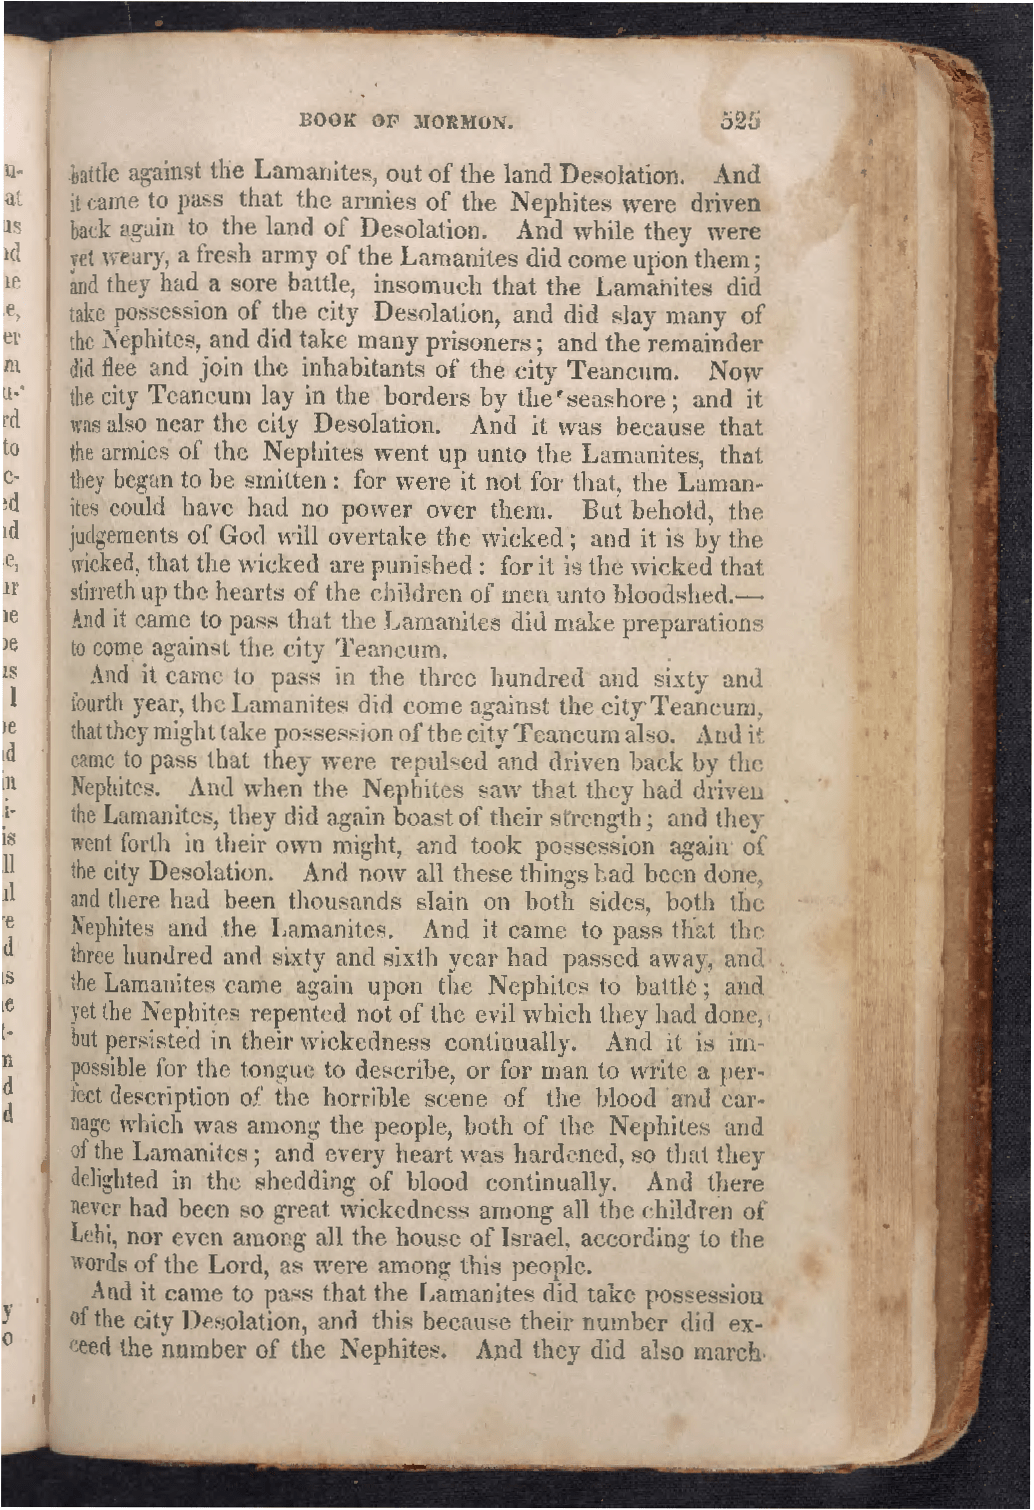 BOOK OF MORMON. 525
battle against the Lamanites, out of the land Desolation. And
it came to pass that the armies of the Nephites were driven
back again to the land of Desolation. And while they were
yet weary, a fresh army of the Lamanites did come upon them;
and they had a sore battle, insomuch that the Lamanites did
take possession of the city Desolation, and did slay many of
the Nephites, and did take many prisoners; and the remainder
did flee and join the inhabitants of the city Teancum. Now
the city Teancum lay in the borders by the seashore; and it
was also near the city Desolation. And it was because that
the armies of the Nephites went up unto the Lamanites, that
they began to be smitten: for were it not for that, the Laman-
ites could have had no power over them. But behold, the
judgements of God will overtake the wicked; and it is by the
wicked, that the wicked are punished: for it is the wicked that
stirreth up the hearts of the children of men unto bloodshed.—
And it came to pass that the Lamanites did make preparations
to come against the city Teancum.
And it came to pass in the three hundred and sixty and
fourth year, the Lamanites did come against the city Teancum,
that they might take possession of the city Teancum also. And it
came to pass that they were repulsed and driven back by the
Nephites. And when the Nephites saw that they had driven
the Lamanites, they did again boast of their strength; and they
went forth in their own might, and took possession again of
the city Desolation. And now all these things had been done,
and there had been thousands slain on both sides, both the
Nephites and the Lamanites. And it came to pass that the
three hundred and sixty and sixth year had passed away, and
the Lamanites came again upon the Nephites to battle; and
yet the Nephites repented not of the evil which they had done,
but persisted in their wickedness continually. And it is im-
possible for the tongue to describe, or for man to write a per-
fect description of the horrible scene of the blood and car-
nage which was among the people, both of the Nephites and
of the Lamanites; and every heart was hardened, so that they
delighted in the shedding of blood continually. And there
never had been so great wickedness among all the children of
Lehi, nor even among all the house of Israel, according to the
words of the Lord, as were among this people.
And it came to pass that the Lamanites did take possession
of the city Desolation, and this because their number did ex-
ceed the number of the Nephites. And they did also march